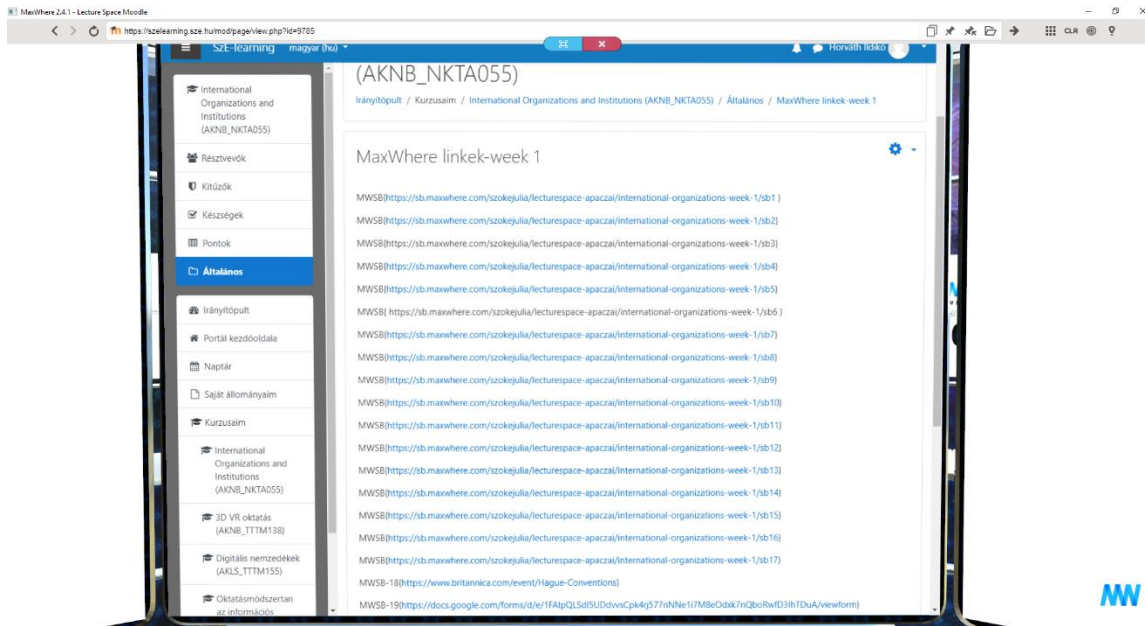 MaxWhere 2.4.1 - Lecture Space Moodle
https://szelearning.sze.hu/mod/page/view.php?id=9785
CLR
SzE-learning magyar (hu)
Horváth Ildikó
International
Organizations and
Institutions
(AKNB_NKTA055)
Résztvevők
Kitűzők
Készségek
Pontok
Általános
Irányítópult
Portál kezdőoldala
Naptár
Saját állományaim
Kurzusaim
International
Organizations and
Institutions
(AKNB_NKTA055)
3D VR oktatás
(AKNB_TTTM138)
Digitális nemzedékek
(AKLS_TTTM155)
Oktatásmódszertan
az információs
(AKNB_NKTA055)
Irányítópult / Kurzusaim / International Organizations and Institutions (AKNB_NKTA055) / Általános / MaxWhere linkek-week 1
MaxWhere linkek-week 1
MWSB{https://sb.maxwhere.com/szokejulia/lecturespace-apaczai/international-organizations-week-1/sb1 }
MWSB{https://sb.maxwhere.com/szokejulia/lecturespace-apaczai/international-organizations-week-1/sb2}
MWSB{https://sb.maxwhere.com/szokejulia/lecturespace-apaczai/international-organizations-week-1/sb3}
MWSB{https://sb.maxwhere.com/szokejulia/lecturespace-apaczai/international-organizations-week-1/sb4}
MWSB{https://sb.maxwhere.com/szokejulia/lecturespace-apaczai/international-organizations-week-1/sb5}
MWSB{ https://sb.maxwhere.com/szokejulia/lecturespace-apaczai/international-organizations-week-1/sb6 }
MWSB{https://sb.maxwhere.com/szokejulia/lecturespace-apaczai/international-organizations-week-1/sb7}
MWSB{https://sb.maxwhere.com/szokejulia/lecturespace-apaczai/international-organizations-week-1/sb8}
MWSB{https://sb.maxwhere.com/szokejulia/lecturespace-apaczai/international-organizations-week-1/sb9}
MWSB{https://sb.maxwhere.com/szokejulia/lecturespace-apaczai/international-organizations-week-1/sb10}
MWSB{https://sb.maxwhere.com/szokejulia/lecturespace-apaczai/international-organizations-week-1/sb11}
MWSB{https://sb.maxwhere.com/szokejulia/lecturespace-apaczai/international-organizations-week-1/sb12}
MWSB{https://sb.maxwhere.com/szokejulia/lecturespace-apaczai/international-organizations-week-1/sb13}
MWSB{https://sb.maxwhere.com/szokejulia/lecturespace-apaczai/international-organizations-week-1/sb14}
MWSB{https://sb.maxwhere.com/szokejulia/lecturespace-apaczai/international-organizations-week-1/sb15}
MWSB{https://sb.maxwhere.com/szokejulia/lecturespace-apaczai/international-organizations-week-1/sb16}
MWSB{https://sb.maxwhere.com/szokejulia/lecturespace-apaczai/international-organizations-week-1/sb17}
MWSB-18{https://www.britannica.com/event/Hague-Conventions}
MWSB-19{https://docs.google.com/forms/d/e/1FAIpQLSdI5UDdvvsCpk4rj577nNNe1i7M8eOdxk7nQboRwfD3IhTDuA/viewform}
MW